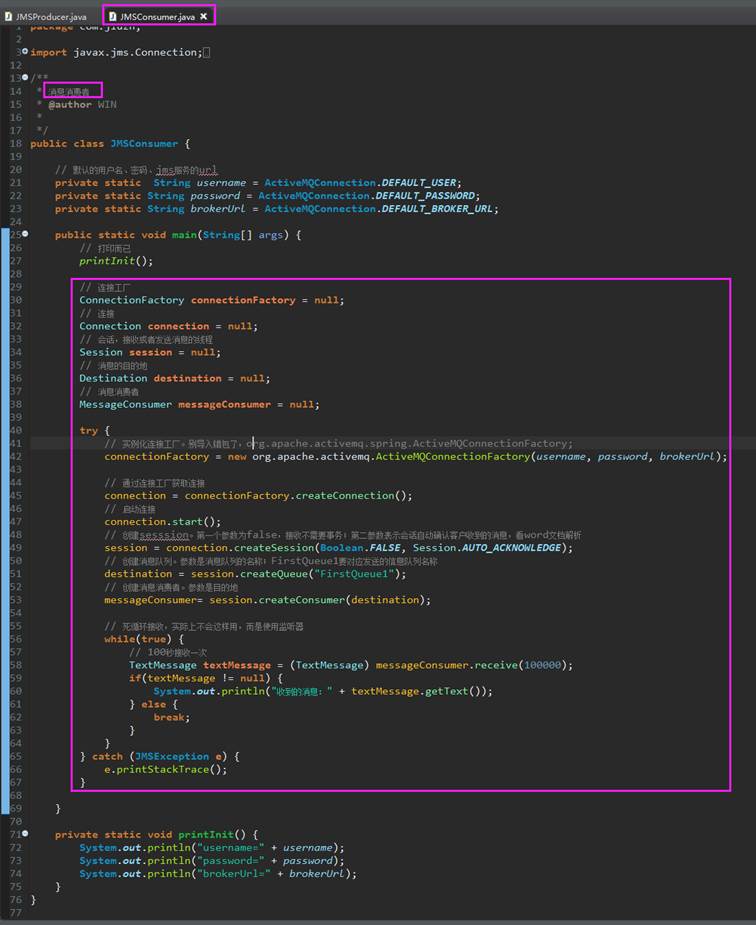 JMSProducer.java JMSConsumer.java
1 package com.jiuzh;
2
3 import javax.jms.Connection;
12
13 /**
14 * 消息消费者
15 * @author WIN
16 *
17 */
18 public class JMSConsumer {
19
20 // 默认的用户名、密码、jms服务的url
21 private static String username = ActiveMQConnection.DEFAULT_USER;
22 private static String password = ActiveMQConnection.DEFAULT_PASSWORD;
23 private static String brokerUrl = ActiveMQConnection.DEFAULT_BROKER_URL;
24
25 public static void main(String[] args) {
26 // 打印而已
27 printInit();
28
29 // 连接工厂
30 ConnectionFactory connectionFactory = null;
31 // 连接
32 Connection connection = null;
33 // 会话，接收或者发送消息的线程
34 Session session = null;
35 // 消息的目的地
36 Destination destination = null;
37 // 消息消费者
38 MessageConsumer messageConsumer = null;
39
40 try {
41 // 实例化连接工厂。别导入错包了，org.apache.activemq.spring.ActiveMQConnectionFactory;
42 connectionFactory = new org.apache.activemq.ActiveMQConnectionFactory(username, password, brokerUrl);
43
44 // 通过连接工厂获取连接
45 connection = connectionFactory.createConnection();
46 // 启动连接
47 connection.start();
48 // 创建sesssion。第一个参数为false，接收不需要事务；第二参数表示会话自动确认客户收到的消息，看word文档解析
49 session = connection.createSession(Boolean.FALSE, Session.AUTO_ACKNOWLEDGE);
50 // 创建消息队列。参数是消息队列的名称；FirstQueue1要对应发送的信息队列名称
51 destination = session.createQueue("FirstQueue1");
52 // 创建消息消费者。参数是目的地
53 messageConsumer= session.createConsumer(destination);
54
55 // 死循环接收，实际上不会这样用，而是使用监听器
56 while(true) {
57 // 100秒接收一次
58 TextMessage textMessage = (TextMessage) messageConsumer.receive(100000);
59 if(textMessage != null) {
60 System.out.println("收到的消息：" + textMessage.getText());
61 } else {
62 break;
63 }
64 }
65 } catch (JMSException e) {
66 e.printStackTrace();
67 }
68
69 }
70
71 private static void printInit() {
72 System.out.println("username=" + username);
73 System.out.println("password=" + password);
74 System.out.println("brokerUrl=" + brokerUrl);
75 }
76 }
77